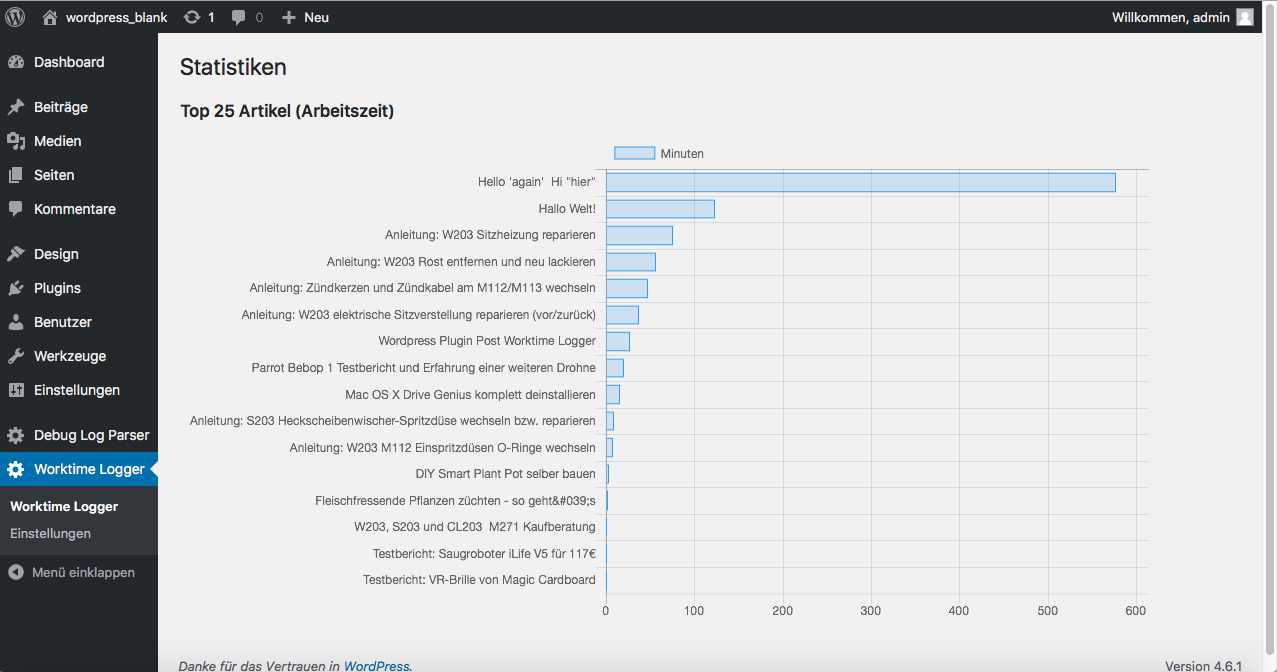 wordpress_blank 1 0 Neu Willkommen, admin
Dashboard
Beiträge
Medien
Seiten
Kommentare
Design
Plugins
Benutzer
Werkzeuge
Einstellungen
Debug Log Parser
Worktime Logger
Worktime Logger
Einstellungen
Menü einklappen
Statistiken
Top 25 Artikel (Arbeitszeit)
Minuten
Hello 'again'  Hi "hier"
Hallo Welt!
Anleitung: W203 Sitzheizung reparieren
Anleitung: W203 Rost entfernen und neu lackieren
Anleitung: Zündkerzen und Zündkabel am M112/M113 wechseln
Anleitung: W203 elektrische Sitzverstellung reparieren (vor/zurück)
Wordpress Plugin Post Worktime Logger
Parrot Bebop 1 Testbericht und Erfahrung einer weiteren Drohne
Mac OS X Drive Genius komplett deinstallieren
Anleitung: S203 Heckscheibenwischer-Spritzdüse wechseln bzw. reparieren
Anleitung: W203 M112 Einspritzdüsen O-Ringe wechseln
DIY Smart Plant Pot selber bauen
Fleischfressende Pflanzen züchten - so geht&#039;s
W203, S203 und CL203  M271 Kaufberatung
Testbericht: Saugroboter iLife V5 für 117€
Testbericht: VR-Brille von Magic Cardboard
0 100 200 300 400 500 600
Danke für das Vertrauen in WordPress. Version 4.6.1